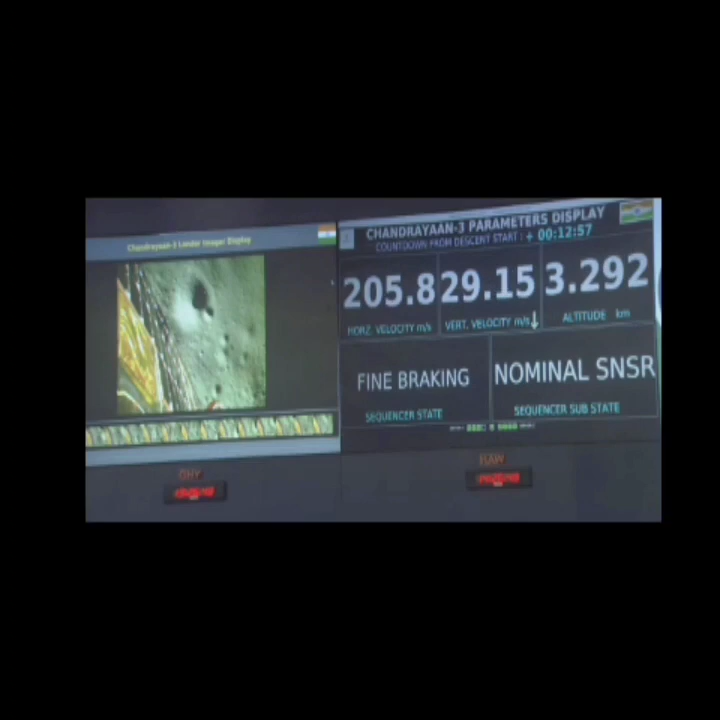 Chandrayaan-3 Lander Imager Display
CHANDRAYAAN-3 PARAMETERS DISPLAY
COUNTDOWN FROM DESCENT START : + 00:12:57
205.8 29.15 3.292
HORZ. VELOCITY m/s VERT. VELOCITY m/s↓ ALTITUDE km
FINE BRAKING NOMINAL SNSR
SEQUENCER STATE SEQUENCER SUB STATE